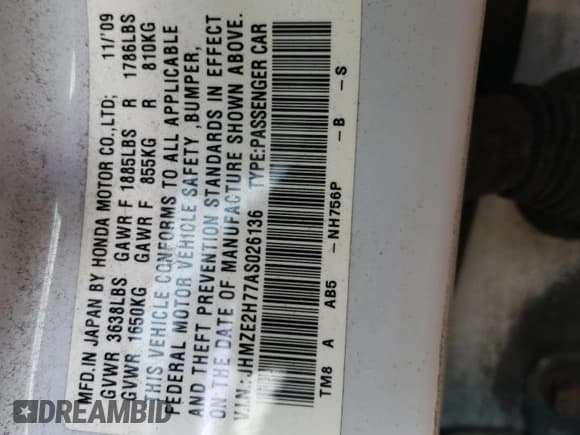 MFD.IN JAPAN BY HONDA MOTOR CO.,LTD; 11/'09
GVWR 3638LBS GAWR F 1885LBS R 1786LBS
GVWR 1650KG GAWR F 855KG R 810KG
THIS VEHICLE CONFORMS TO ALL APPLICABLE
FEDERAL MOTOR VEHICLE SAFETY ,BUMPER,
AND THEFT PREVENTION STANDARDS IN EFFECT
ON THE DATE OF MANUFACTURE SHOWN ABOVE.
V.I.N.: JHMZE2H77AS026136 TYPE:PASSENGER CAR
TM8 A AB5 -NH756P -B -S
DREAMBID